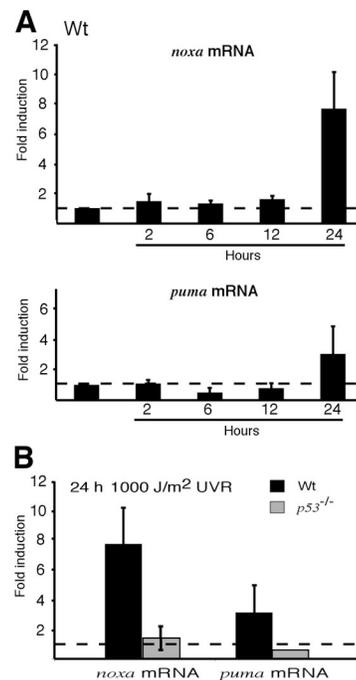 A
Wt
noxa mRNA
Fold induction
12
10
8
6
4
2
2 6 12 24
Hours
puma mRNA
Fold induction
6
4
2
2 6 12 24
Hours
B
24 h 1000 J/m² UVR
Wt
p53-/-
Fold induction
12
10
8
6
4
2
noxa mRNA puma mRNA